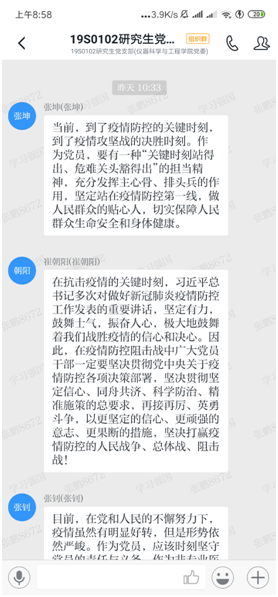 上午8:58
...3.9K/s
20
19S0102研究生党...
组织群
19S0102研究生党支部(仪器科学与工程学院党委)
昨天 10:33
张坤(张坤)
张坤
当前，到了疫情防控的关键时刻，
到了疫情攻坚战的决胜时刻。作
为党员，要有一种“关键时刻站得
出、危难关头豁得出”的担当精
神，充分发挥主心骨、排头兵的作
用，坚定站在疫情防控第一线，做
人民群众的贴心人，切实保障人民
群众生命安全和身体健康。
崔朝阳(崔朝阳)
朝阳
在抗击疫情的关键时刻，习近平总
书记多次对做好新冠肺炎疫情防控
工作发表的重要讲话，坚定有力，
鼓舞士气，振奋人心，极大地鼓舞
着我们战胜疫情的信心和决心。因
此，在疫情防控阻击战中广大党员
干部一定要坚决贯彻党中央关于疫
情防控各项决策部署，坚决贯彻坚
定信心、同舟共济、科学防治、精
准施策的总要求，再接再厉、英勇
斗争，以更坚定的信心、更顽强的
意志、更果断的措施，坚决打赢疫
情防控的人民战争、总体战、阻击
战！
张钊(张钊)
张钊
目前，在党和人民的不懈努力下，
疫情虽然有明显好转，但是形势依
然严峻。作为党员，应该时刻坚守